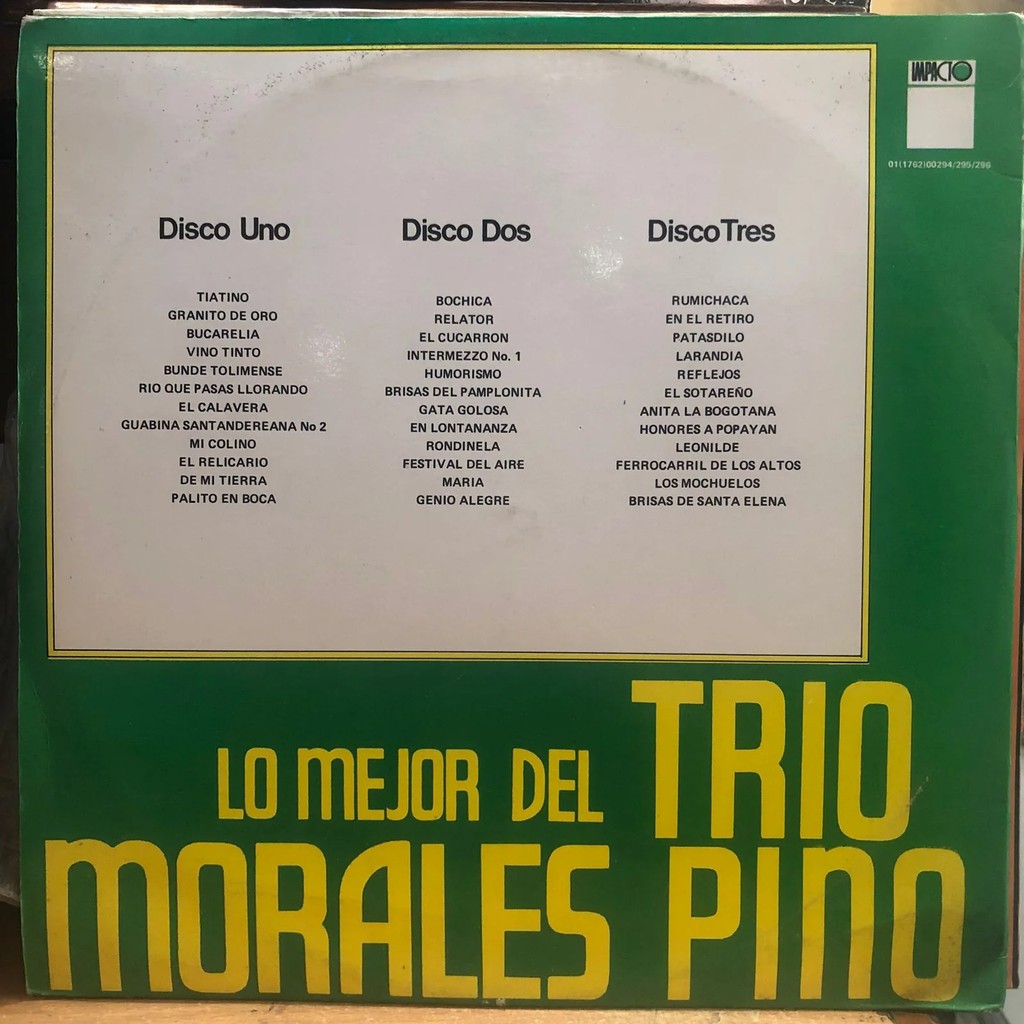 IMPACTO
01(1762)00294/295/296
Disco Uno
TIATINO
GRANITO DE ORO
BUCARELIA
VINO TINTO
BUNDE TOLIMENSE
RIO QUE PASAS LLORANDO
EL CALAVERA
GUABINA SANTANDEREANA No 2
MI COLINO
EL RELICARIO
DE MI TIERRA
PALITO EN BOCA
Disco Dos
BOCHICA
RELATOR
EL CUCARRON
INTERMEZZO No. 1
HUMORISMO
BRISAS DEL PAMPLONITA
GATA GOLOSA
EN LONTANANZA
RONDINELA
FESTIVAL DEL AIRE
MARIA
GENIO ALEGRE
Disco Tres
RUMICHACA
EN EL RETIRO
PATASDILO
LARANDIA
REFLEJOS
EL SOTAREÑO
ANITA LA BOGOTANA
HONORES A POPAYAN
LEONILDE
FERROCARRIL DE LOS ALTOS
LOS MOCHUELOS
BRISAS DE SANTA ELENA
LO MEJOR DEL TRIO
MORALES PINO